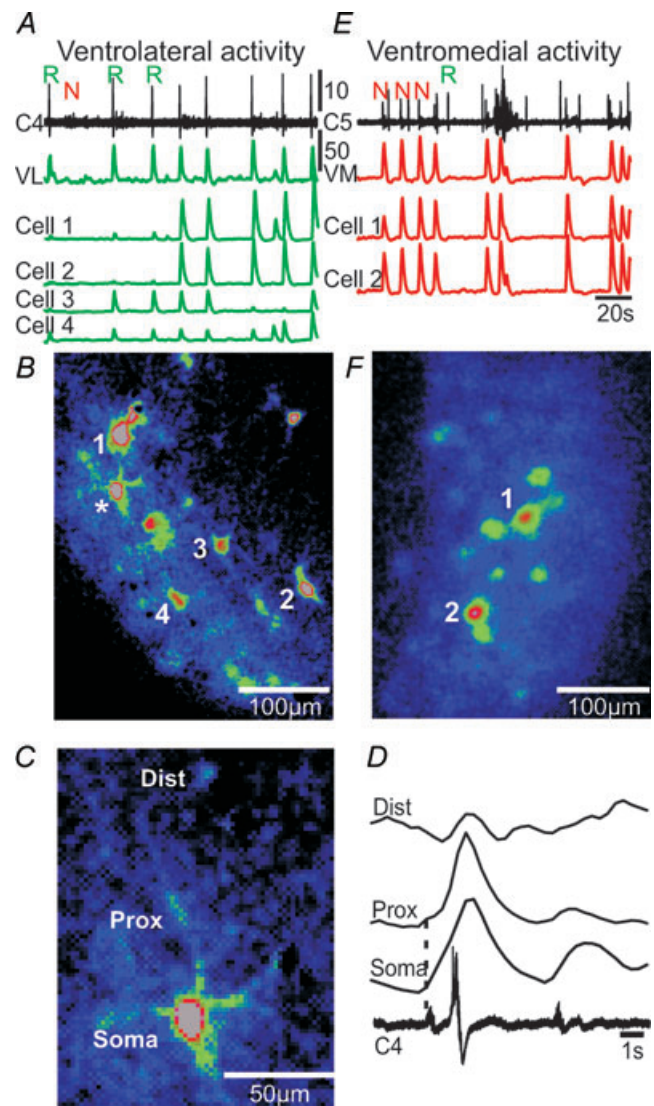 A
Ventrolateral activity
R N R R
C4
10
50
VL
Cell 1
Cell 2
Cell 3
Cell 4
E
Ventromedial activity
N N N R
C5
VM
Cell 1
Cell 2
20s
B
1
*
3
2
4
100µm
F
1
2
100µm
C
Dist
Prox
Soma
50µm
D
Dist
Prox
Soma
C4
1s